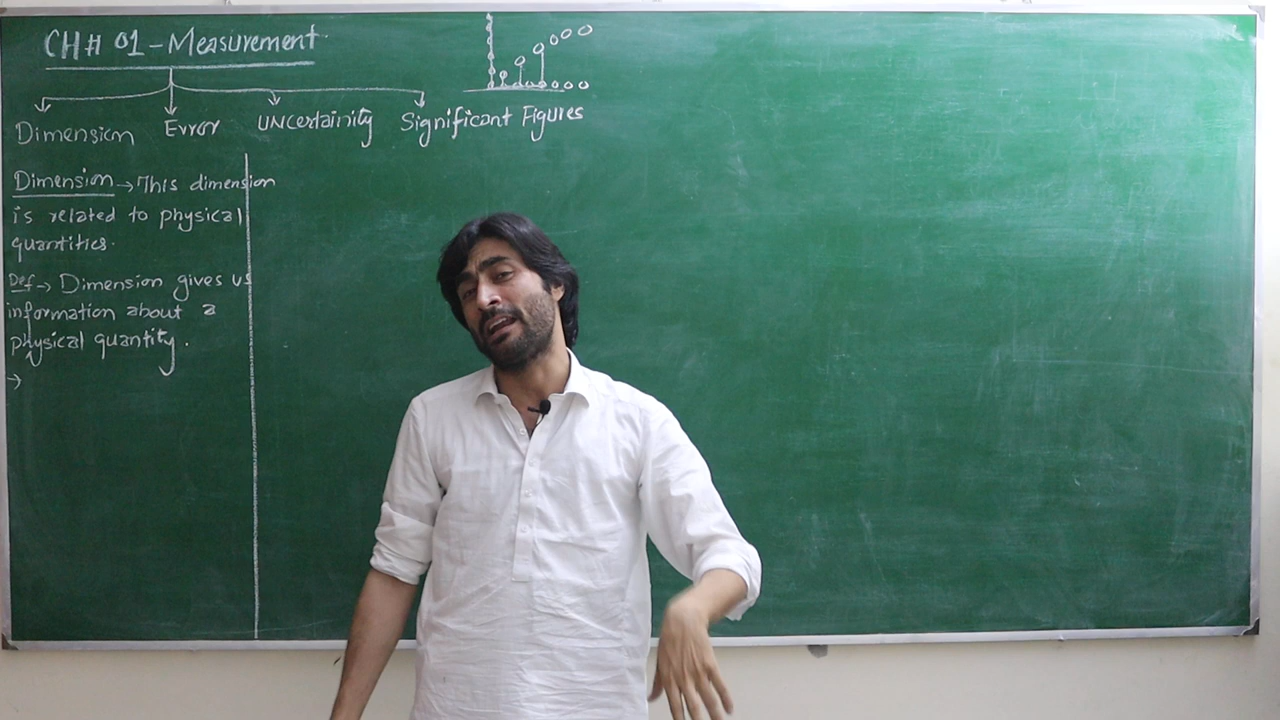 CH# 01 - Measurement
Dimension Error UNcertainity Significant Figures
Dimension → This dimension
is related to physical
quantities.
Def → Dimension gives us
information about a
physical quantity.
→